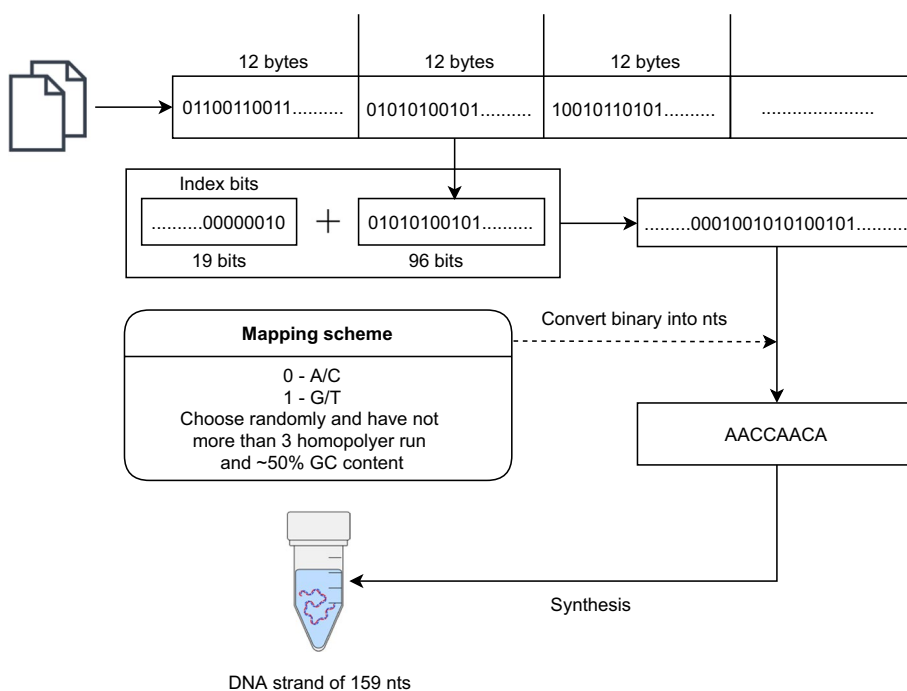 12 bytes
12 bytes
12 bytes
01100110011.........
01010100101..........
10010110101.........
......................
Index bits
..........00000010
+
01010100101..........
.........0001001010100101..........
19 bits
96 bits
Convert binary into nts
Mapping scheme
0 - A/C
1 - G/T
Choose randomly and have not
more than 3 homopolyer run
and ~50% GC content
AACCAACA
Synthesis
DNA strand of 159 nts